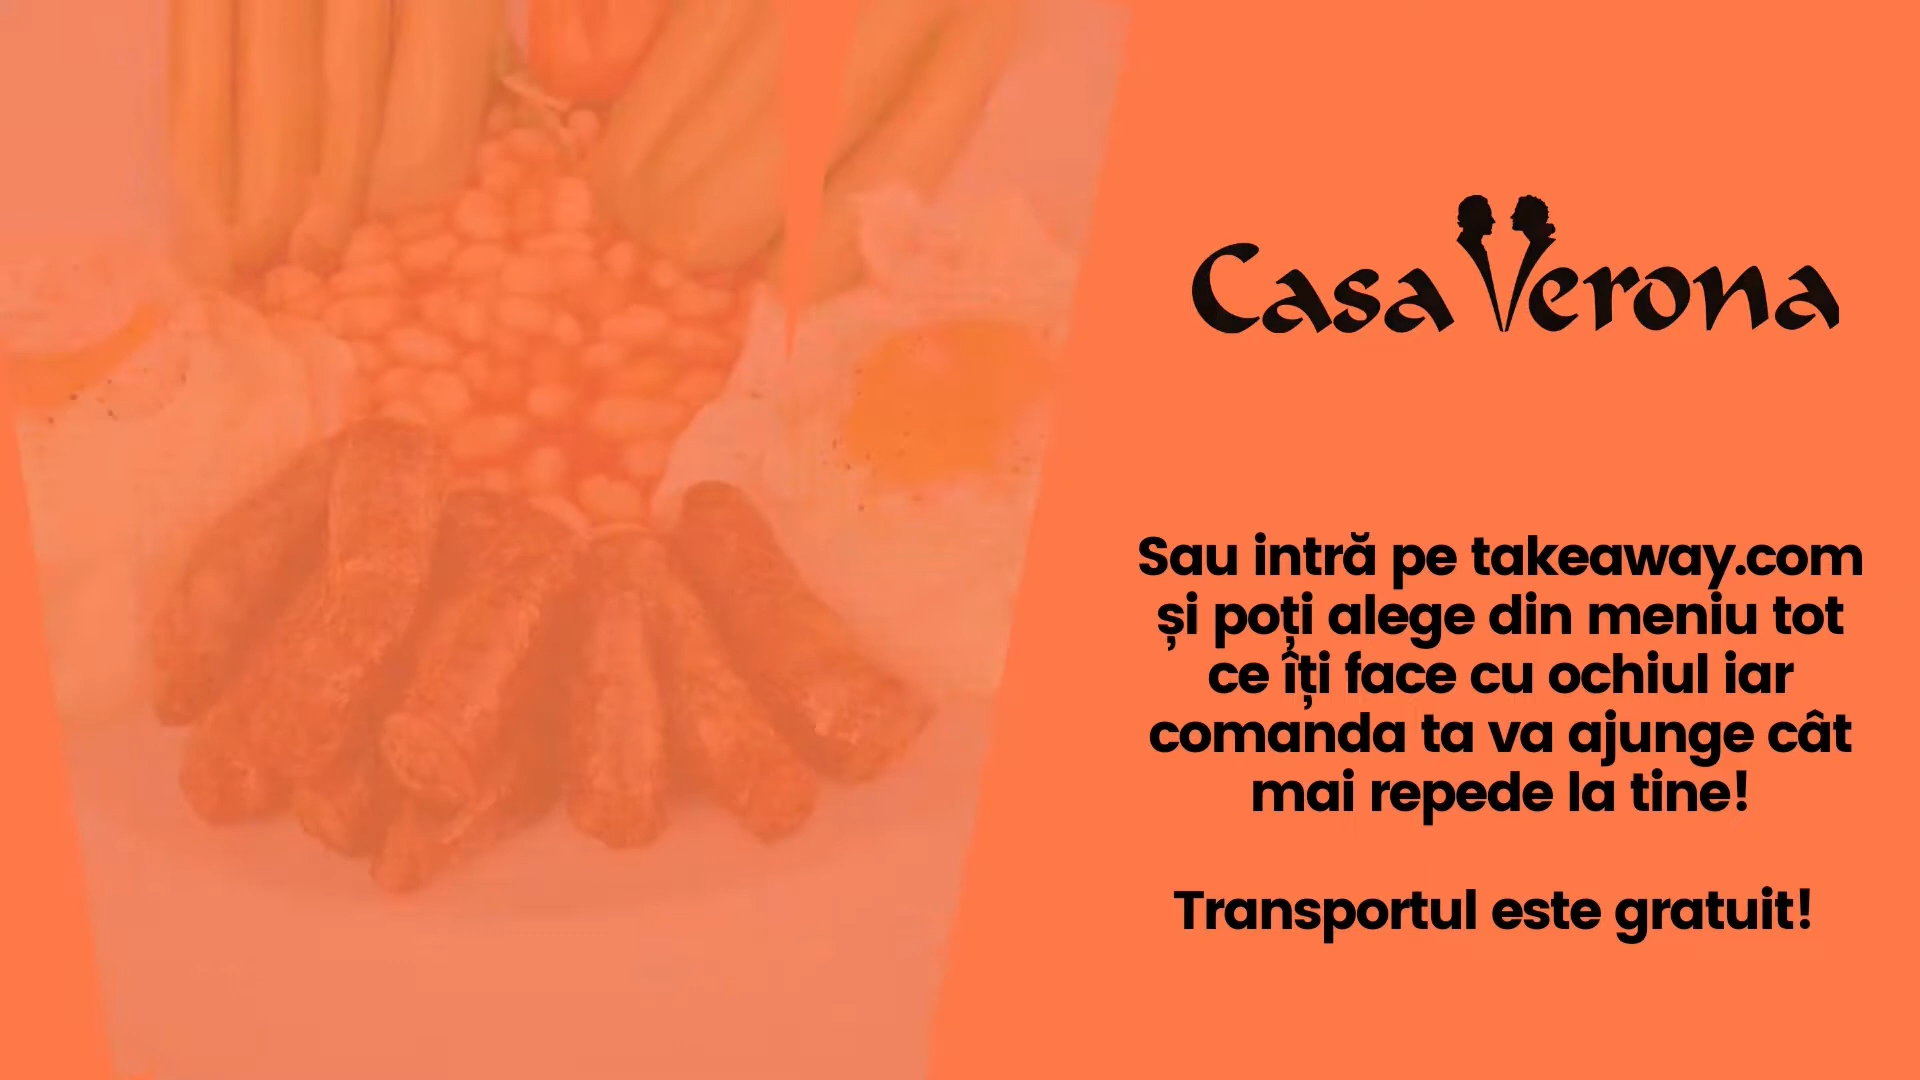 Casa Verona
Sau intră pe takeaway.com
și poți alege din meniu tot
ce îți face cu ochiul iar
comanda ta va ajunge cât
mai repede la tine!
Transportul este gratuit!